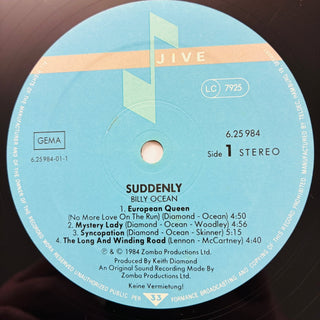 JIVE
LC 7925
GEMA
6.25 984
6.25984-01-1
Side 1 STEREO
SUDDENLY
BILLY OCEAN
1. European Queen
(No More Love On The Run) (Diamond - Ocean) 4:50
2. Mystery Lady (Diamond - Ocean - Woodley) 4:56
3. Syncopation (Diamond - Ocean - Skinner) 5:15
4. The Long And Winding Road (Lennon - McCartney) 4:40
℗ & © 1984 Zomba Productions Ltd.
Produced by Keith Diamond
An Original Sound Recording Made By
Zomba Productions Ltd.
Keine Vermietung!
33